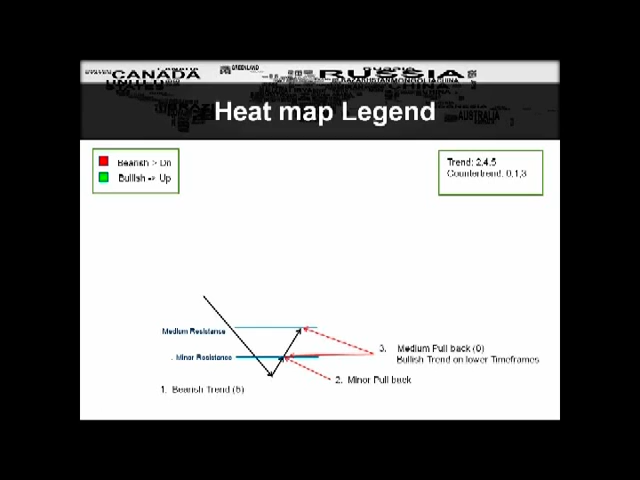 CANADA
GREENLAND
RUSSIA
CHINA
AUSTRALIA
Heat map Legend
Bearish > Dn
Bullish -> Up
Trend: 2,4,5
Countertrend: 0,1,3
Medium Resistance
Minor Resistance
3. Medium Pull back (0)
Bullish Trend on lower Timeframes
2. Minor Pull back
1. Bearish Trend (5)